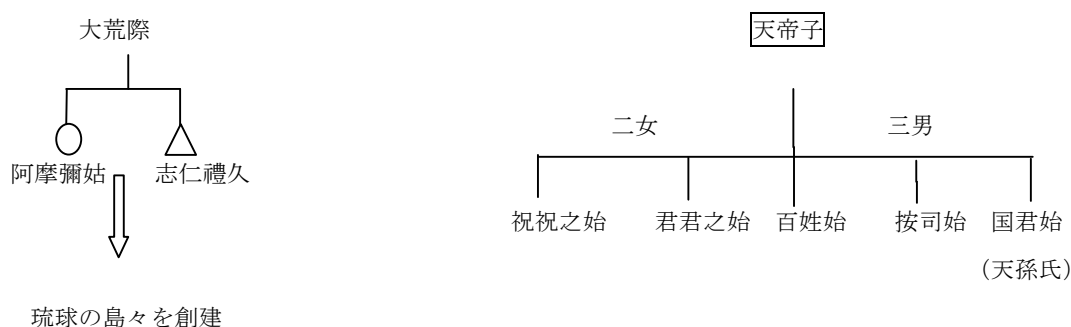 大荒際
阿摩彌姑
志仁禮久
琉球の島々を創建
天帝子
二女
三男
祝祝之始
君君之始
百姓始
按司始
国君始
（天孫氏）